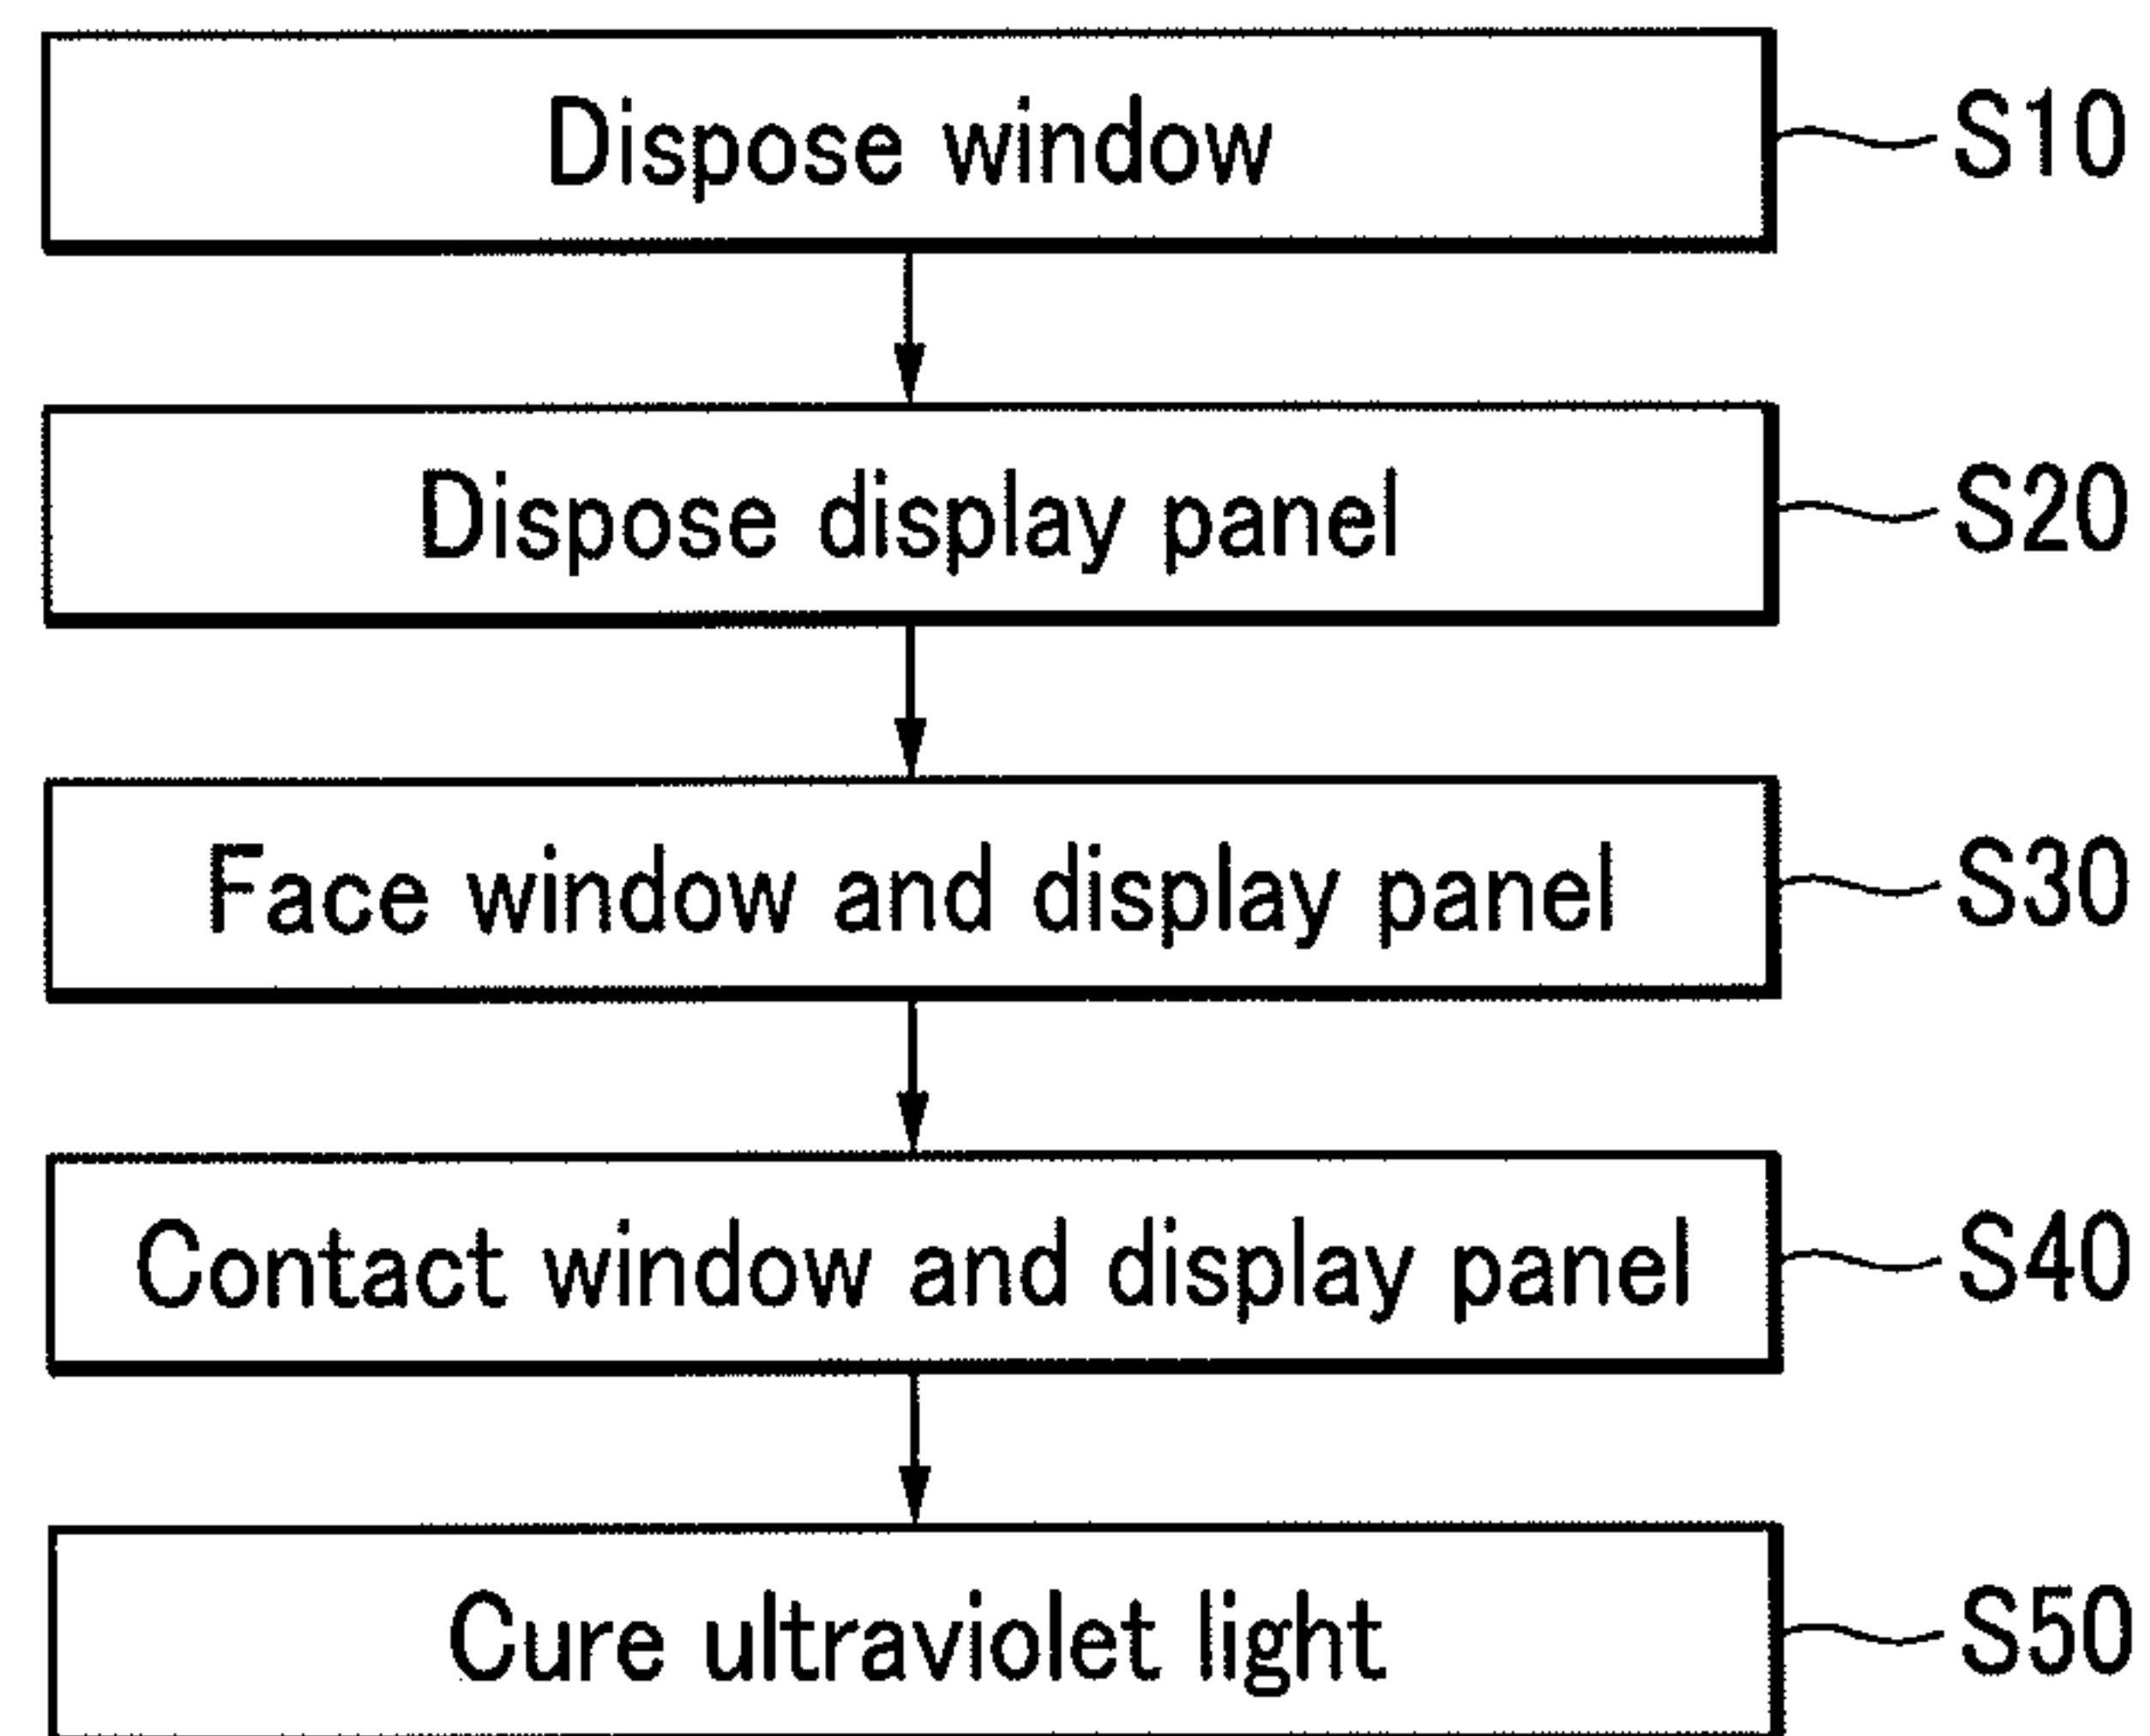 Dispose window S10
Dispose display panel S20
Face window and display panel S30
Contact window and display panel S40
Cure ultraviolet light S50